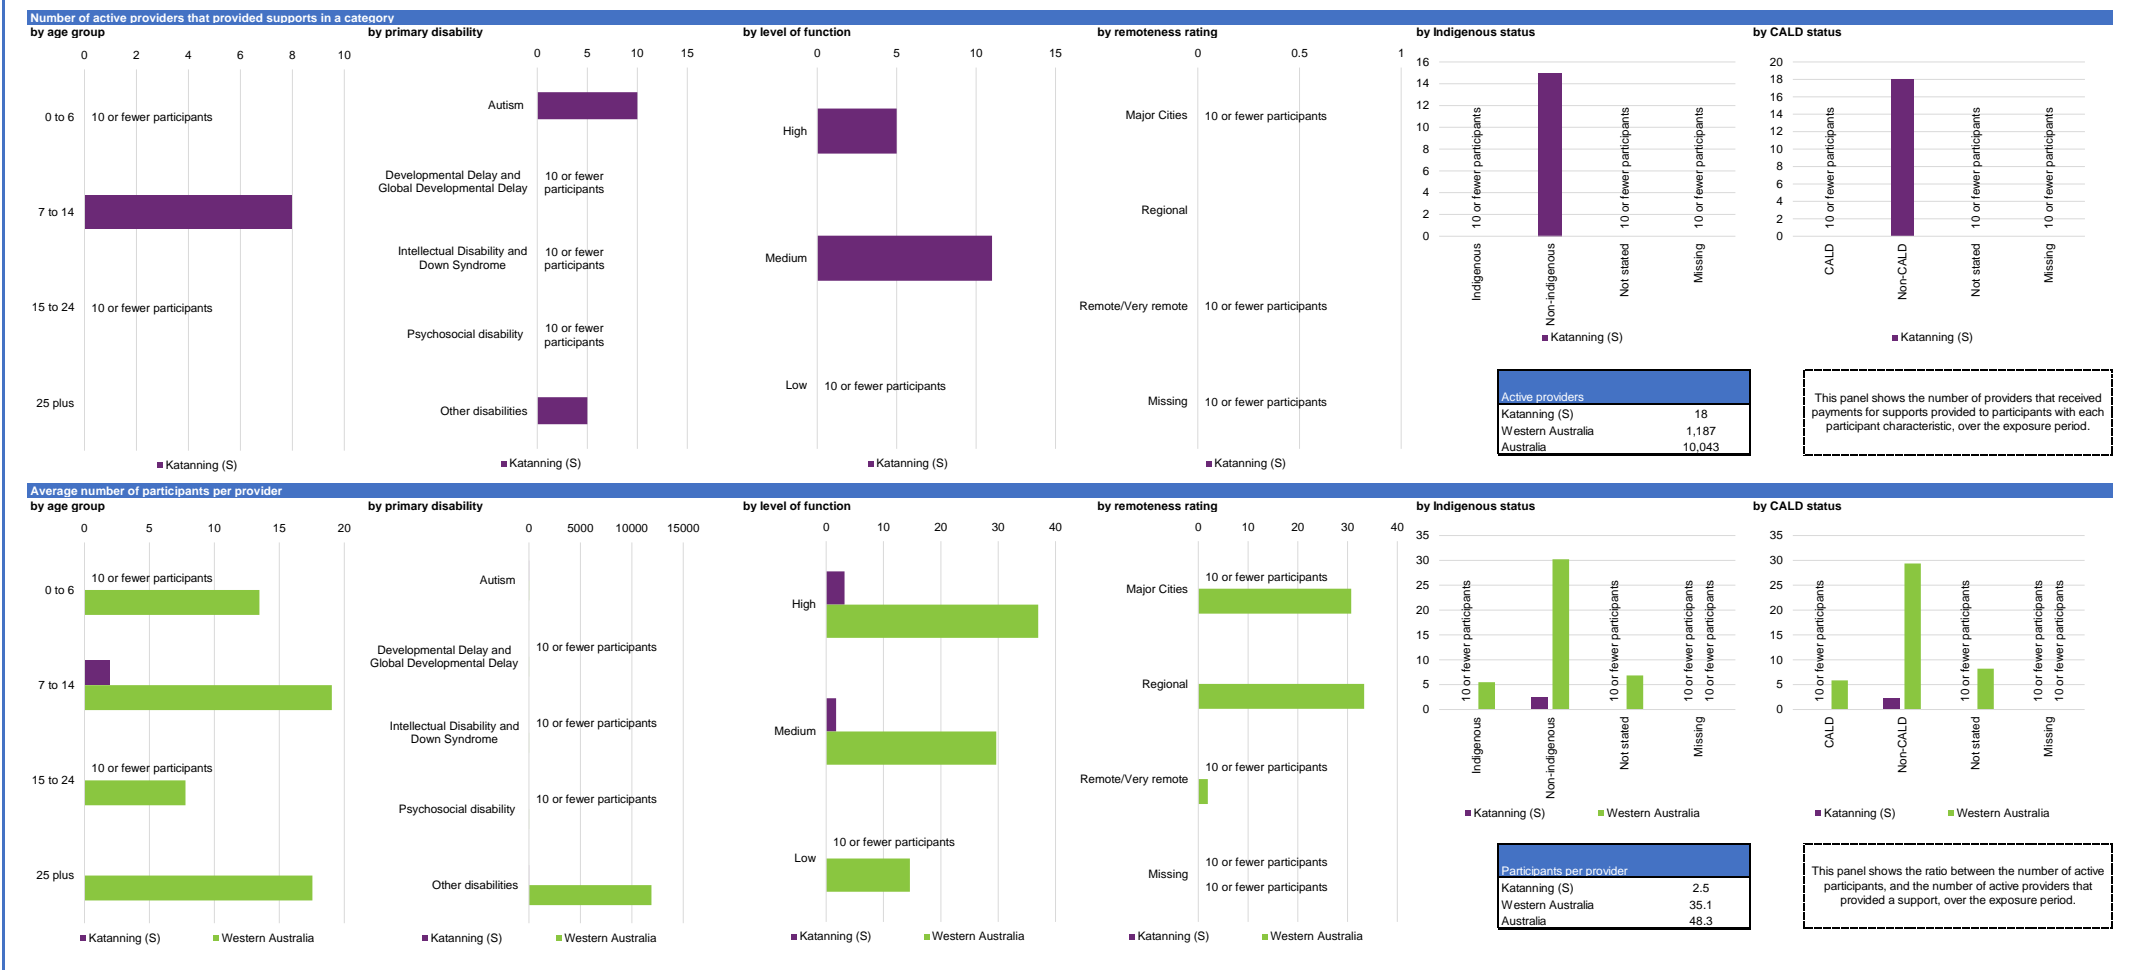 Number of active providers that provided supports in a category
by age group
0 2 4 6 8 10
0 to 6
10 or fewer participants
7 to 14
15 to 24
10 or fewer participants
25 plus
Katanning (S)
by primary disability
0 5 10 15
Autism
Developmental Delay and
Global Developmental Delay
10 or fewer
participants
Intellectual Disability and
Down Syndrome
10 or fewer
participants
Psychosocial disability
10 or fewer
participants
Other disabilities
Katanning (S)
by level of function
0 5 10 15
High
Medium
Low
10 or fewer participants
Katanning (S)
by remoteness rating
0 0.5 1
Major Cities
10 or fewer participants
Regional
Remote/Very remote
10 or fewer participants
Missing
10 or fewer participants
Katanning (S)
by Indigenous status
16
14
12
10
8
6
4
2
0
10 or fewer participants
10 or fewer participants
10 or fewer participants
Indigenous
Non-indigenous
Not stated
Missing
Katanning (S)
by CALD status
20
18
16
14
12
10
8
6
4
2
0
10 or fewer participants
10 or fewer participants
10 or fewer participants
CALD
Non-CALD
Not stated
Missing
Katanning (S)
Active providers
Katanning (S) 18
Western Australia 1,187
Australia 10,043
This panel shows the number of providers that received
payments for supports provided to participants with each
participant characteristic, over the exposure period.
Average number of participants per provider
by age group
0 5 10 15 20
0 to 6
10 or fewer participants
7 to 14
15 to 24
10 or fewer participants
25 plus
Katanning (S) Western Australia
by primary disability
0 5000 10000 15000
Autism
Developmental Delay and
Global Developmental Delay
10 or fewer participants
Intellectual Disability and
Down Syndrome
10 or fewer participants
Psychosocial disability
10 or fewer participants
Other disabilities
Katanning (S) Western Australia
by level of function
0 10 20 30 40
High
Medium
Low
10 or fewer participants
Katanning (S) Western Australia
by remoteness rating
0 10 20 30 40
Major Cities
10 or fewer participants
Regional
Remote/Very remote
10 or fewer participants
Missing
10 or fewer participants
10 or fewer participants
Katanning (S) Western Australia
by Indigenous status
35
30
25
20
15
10
5
0
10 or fewer participants
10 or fewer participants
10 or fewer participants
10 or fewer participants
Indigenous
Non-indigenous
Not stated
Missing
Katanning (S) Western Australia
by CALD status
35
30
25
20
15
10
5
0
10 or fewer participants
10 or fewer participants
10 or fewer participants
10 or fewer participants
CALD
Non-CALD
Not stated
Missing
Katanning (S) Western Australia
Participants per provider
Katanning (S) 2.5
Western Australia 35.1
Australia 48.3
This panel shows the ratio between the number of active
participants, and the number of active providers that
provided a support, over the exposure period.